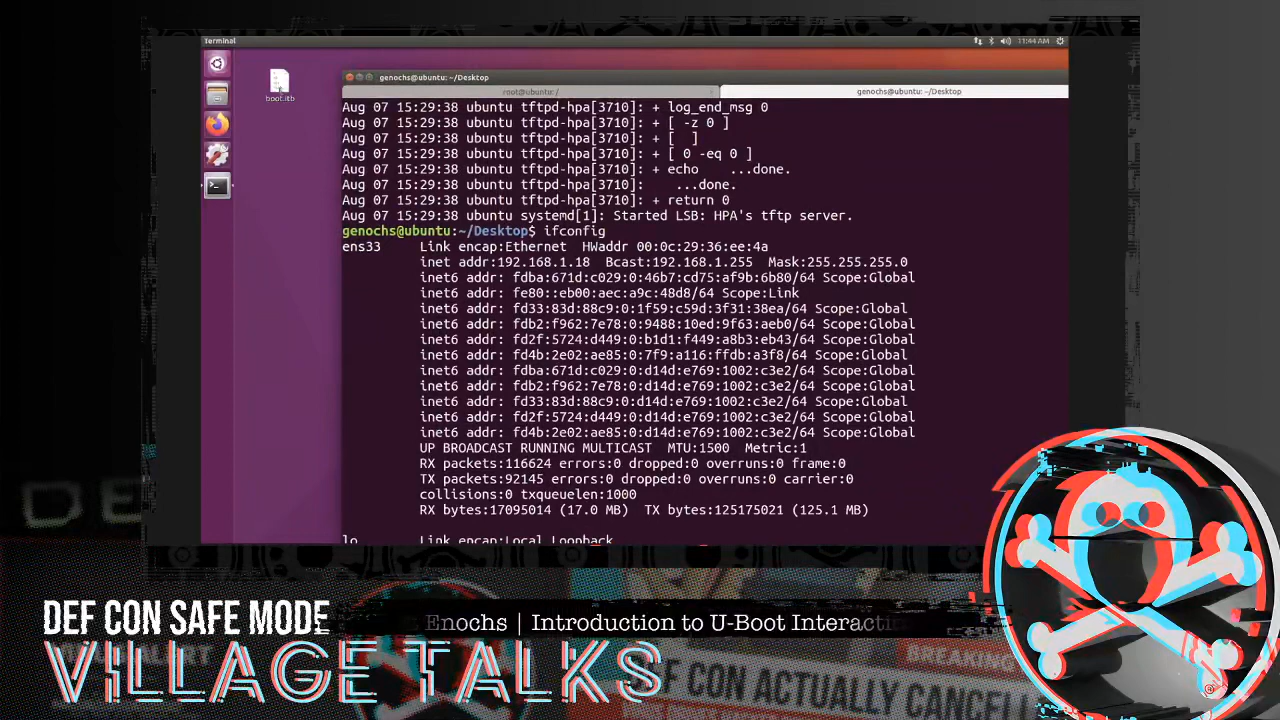 Terminal
11:44 AM
boot.itb
genochs@ubuntu: ~/Desktop
root@ubuntu: /
genochs@ubuntu: ~/Desktop
Aug 07 15:29:38 ubuntu tftpd-hpa[3710]: + log_end_msg 0
Aug 07 15:29:38 ubuntu tftpd-hpa[3710]: + [ -z 0 ]
Aug 07 15:29:38 ubuntu tftpd-hpa[3710]: + [  ]
Aug 07 15:29:38 ubuntu tftpd-hpa[3710]: + [ 0 -eq 0 ]
Aug 07 15:29:38 ubuntu tftpd-hpa[3710]: + echo    ...done.
Aug 07 15:29:38 ubuntu tftpd-hpa[3710]:    ...done.
Aug 07 15:29:38 ubuntu tftpd-hpa[3710]: + return 0
Aug 07 15:29:38 ubuntu systemd[1]: Started LSB: HPA's tftp server.
genochs@ubuntu:~/Desktop$ ifconfig
ens33     Link encap:Ethernet  HWaddr 00:0c:29:36:ee:4a
inet addr:192.168.1.18  Bcast:192.168.1.255  Mask:255.255.255.0
inet6 addr: fdba:671d:c029:0:46b7:cd75:af9b:6b80/64 Scope:Global
inet6 addr: fe80::eb00:aec:a9c:48d8/64 Scope:Link
inet6 addr: fd33:83d:88c9:0:1f59:c59d:3f31:38ea/64 Scope:Global
inet6 addr: fdb2:f962:7e78:0:9488:10ed:9f63:aeb0/64 Scope:Global
inet6 addr: fd2f:5724:d449:0:b1d1:f449:a8b3:eb43/64 Scope:Global
inet6 addr: fd4b:2e02:ae85:0:7f9:a116:ffdb:a3f8/64 Scope:Global
inet6 addr: fdba:671d:c029:0:d14d:e769:1002:c3e2/64 Scope:Global
inet6 addr: fdb2:f962:7e78:0:d14d:e769:1002:c3e2/64 Scope:Global
inet6 addr: fd33:83d:88c9:0:d14d:e769:1002:c3e2/64 Scope:Global
inet6 addr: fd2f:5724:d449:0:d14d:e769:1002:c3e2/64 Scope:Global
inet6 addr: fd4b:2e02:ae85:0:d14d:e769:1002:c3e2/64 Scope:Global
UP BROADCAST RUNNING MULTICAST  MTU:1500  Metric:1
RX packets:116624 errors:0 dropped:0 overruns:0 frame:0
TX packets:92145 errors:0 dropped:0 overruns:0 carrier:0
collisions:0 txqueuelen:1000
RX bytes:17095014 (17.0 MB)  TX bytes:125175021 (125.1 MB)
lo        Link encap:Local Loopback
DEF CON SAFE MODE
Enochs | Introduction to U-Boot Interactin
VILLAGE TALKS
BREAKING
DEF CON ACTUALLY CANCELL